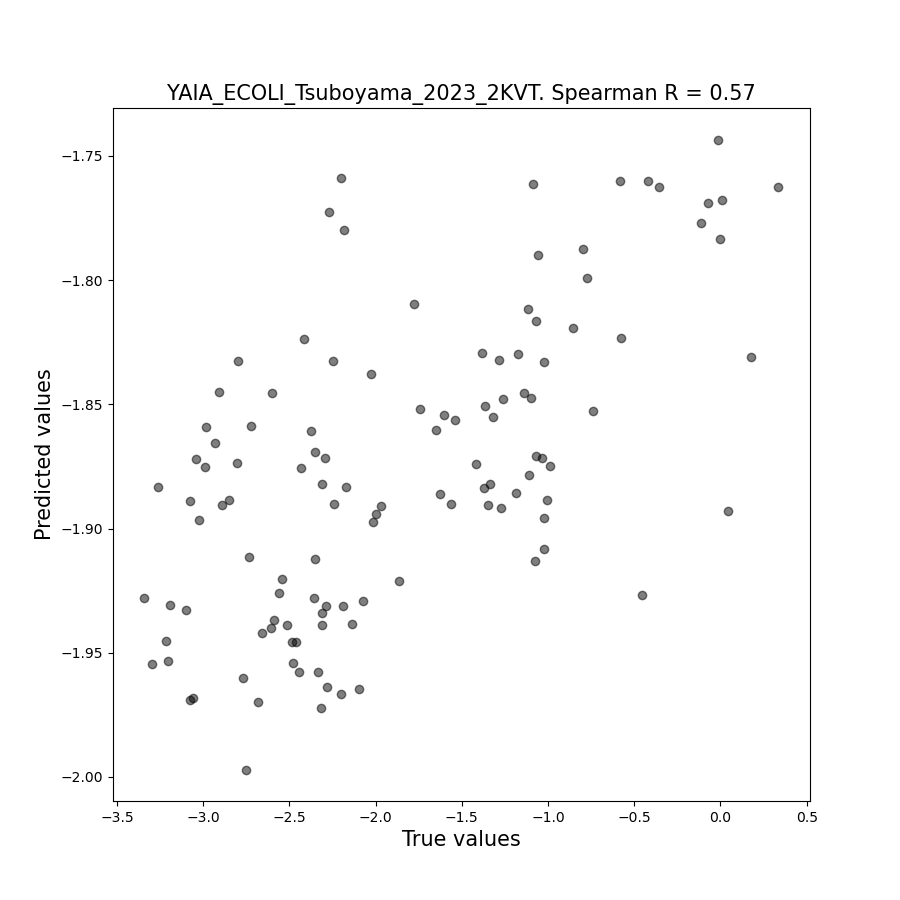 YAIA_ECOLI_Tsuboyama_2023_2KVT. Spearman R = 0.57
−1.75
−1.80
−1.85
−1.90
−1.95
−2.00
Predicted values
−3.5 −3.0 −2.5 −2.0 −1.5 −1.0 −0.5 0.0 0.5
True values